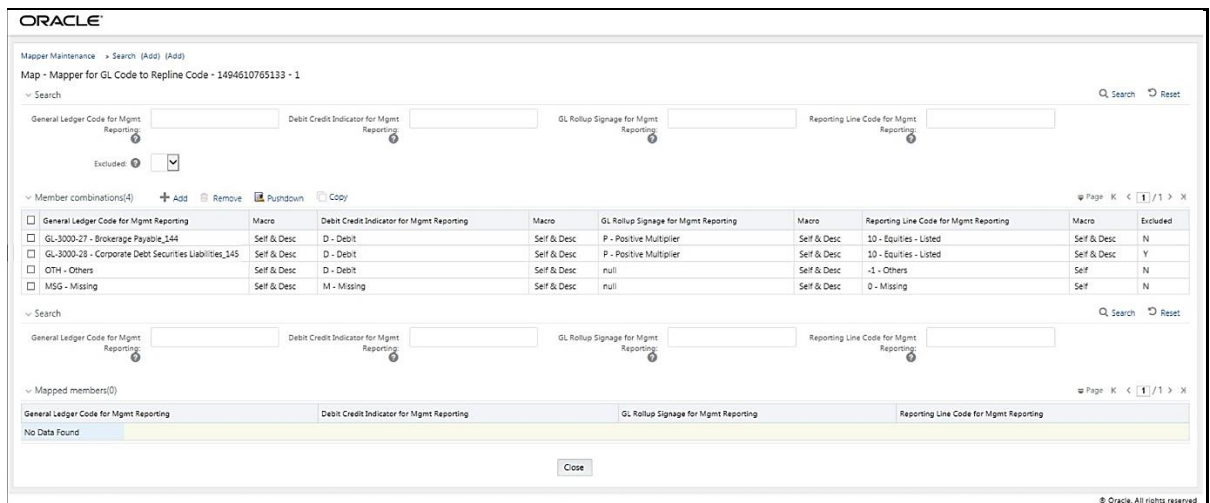 ORACLE
Mapper Maintenance » Search (Add) (Add)
Map - Mapper for GL Code to Repline Code - 1494610765133 - 1
Search
Search Reset
General Ledger Code for Mgmt Reporting:
Debit Credit Indicator for Mgmt Reporting:
GL Rollup Signage for Mgmt Reporting:
Reporting Line Code for Mgmt Reporting:
Excluded:
Member combinations(4) Add Remove Pushdown Copy Page 1 / 1
General Ledger Code for Mgmt Reporting Macro Debit Credit Indicator for Mgmt Reporting Macro GL Rollup Signage for Mgmt Reporting Macro Reporting Line Code for Mgmt Reporting Macro Excluded
GL-3000-27 - Brokerage Payable_144 Self & Desc D - Debit Self & Desc P - Positive Multiplier Self & Desc 10 - Equities - Listed Self & Desc N
GL-3000-28 - Corporate Debt Securities Liabilities_145 Self & Desc D - Debit Self & Desc P - Positive Multiplier Self & Desc 10 - Equities - Listed Self & Desc Y
OTH - Others Self & Desc D - Debit Self & Desc null Self & Desc -1 - Others Self N
MSG - Missing Self & Desc M - Missing Self & Desc null Self & Desc 0 - Missing Self N
Search
Search Reset
General Ledger Code for Mgmt Reporting:
Debit Credit Indicator for Mgmt Reporting:
GL Rollup Signage for Mgmt Reporting:
Reporting Line Code for Mgmt Reporting:
Mapped members(0) Page 1 / 1
General Ledger Code for Mgmt Reporting Debit Credit Indicator for Mgmt Reporting GL Rollup Signage for Mgmt Reporting Reporting Line Code for Mgmt Reporting
No Data Found
Close
© Oracle. All rights reserved